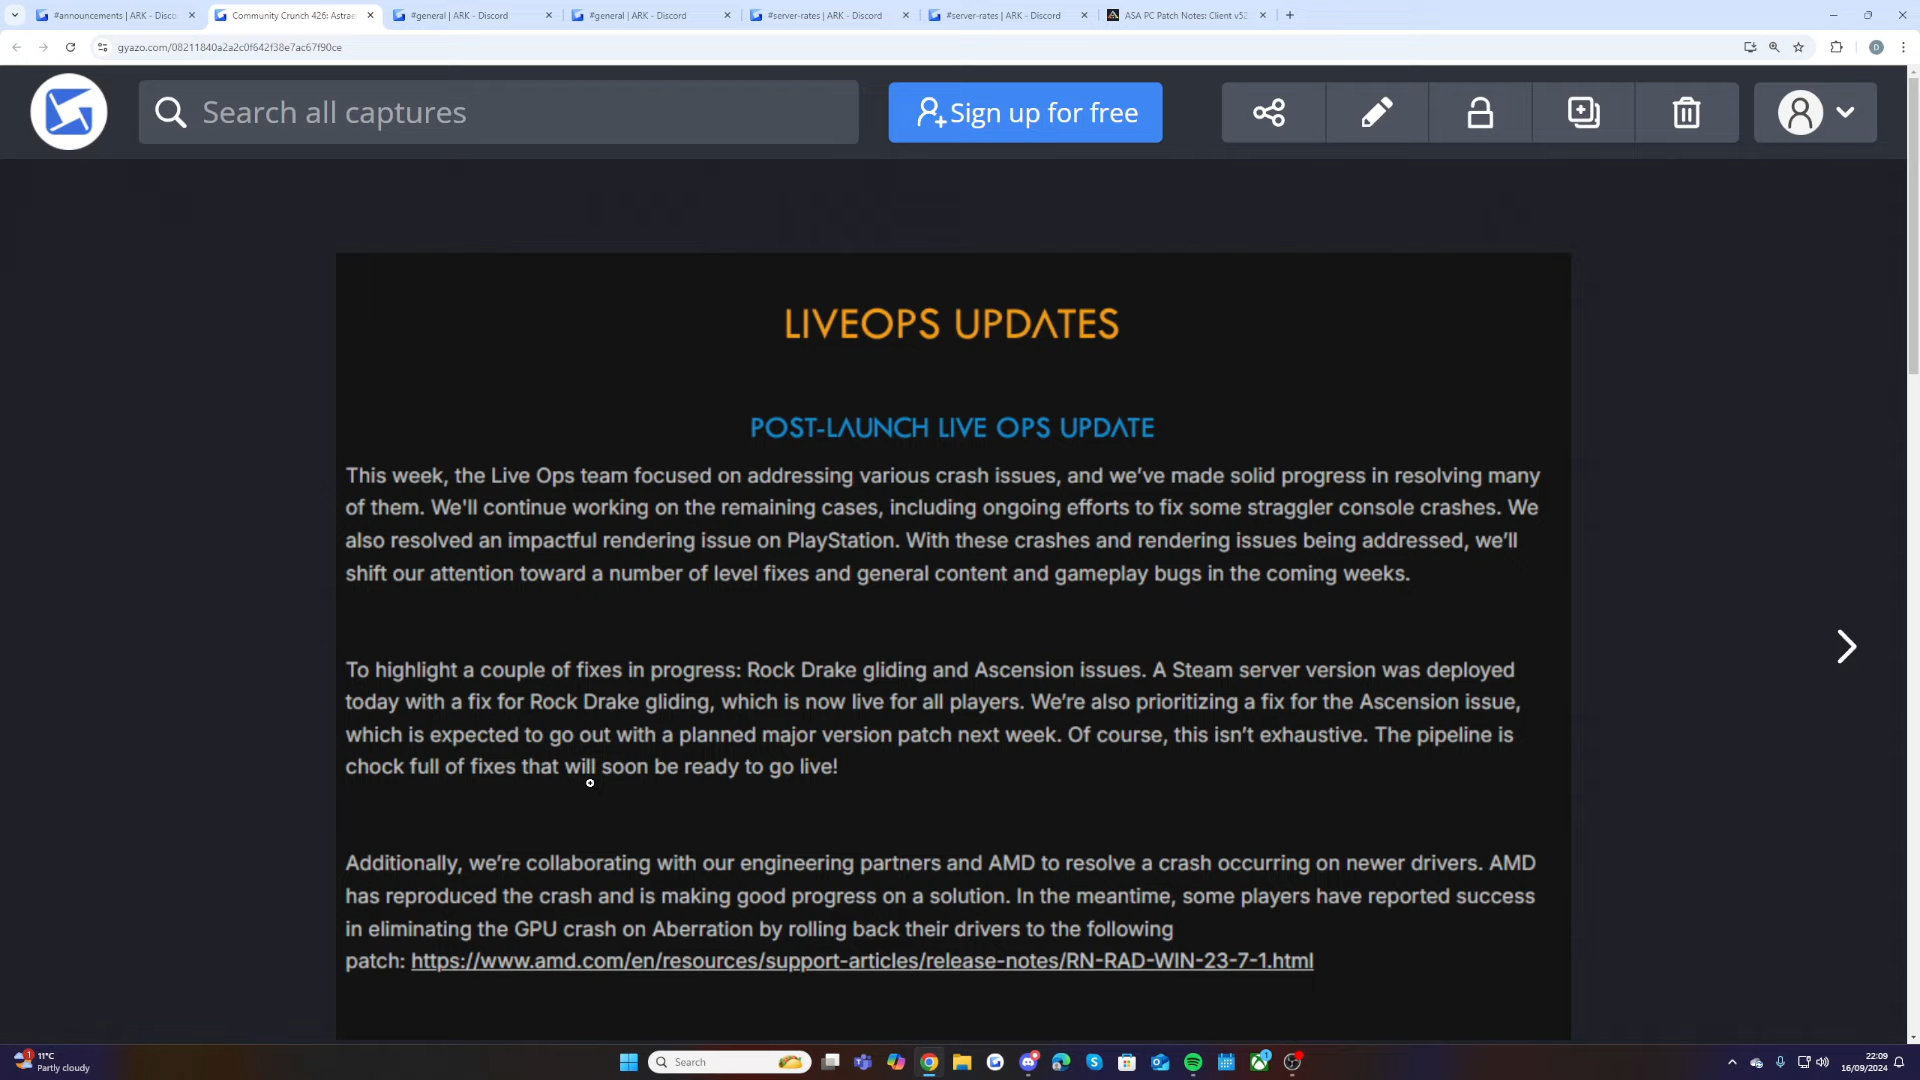 #announcements | ARK - Disco
Community Crunch 426: Astrae
#general | ARK - Discord
#general | ARK - Discord
#server-rates | ARK - Discord
#server-rates | ARK - Discord
ASA PC Patch Notes: Client v52
gyazo.com/08211840a2a2c0f642f38e7ac67f90ce
D
Search all captures
Sign up for free
LIVEOPS UPDATES
POST-LAUNCH LIVE OPS UPDATE
This week, the Live Ops team focused on addressing various crash issues, and we've made solid progress in resolving many
of them. We'll continue working on the remaining cases, including ongoing efforts to fix some straggler console crashes. We
also resolved an impactful rendering issue on PlayStation. With these crashes and rendering issues being addressed, we'll
shift our attention toward a number of level fixes and general content and gameplay bugs in the coming weeks.
To highlight a couple of fixes in progress: Rock Drake gliding and Ascension issues. A Steam server version was deployed
today with a fix for Rock Drake gliding, which is now live for all players. We're also prioritizing a fix for the Ascension issue,
which is expected to go out with a planned major version patch next week. Of course, this isn't exhaustive. The pipeline is
chock full of fixes that will soon be ready to go live!
Additionally, we're collaborating with our engineering partners and AMD to resolve a crash occurring on newer drivers. AMD
has reproduced the crash and is making good progress on a solution. In the meantime, some players have reported success
in eliminating the GPU crash on Aberration by rolling back their drivers to the following
patch: https://www.amd.com/en/resources/support-articles/release-notes/RN-RAD-WIN-23-7-1.html
1
11°C
Partly cloudy
Search
1
22:09
16/09/2024